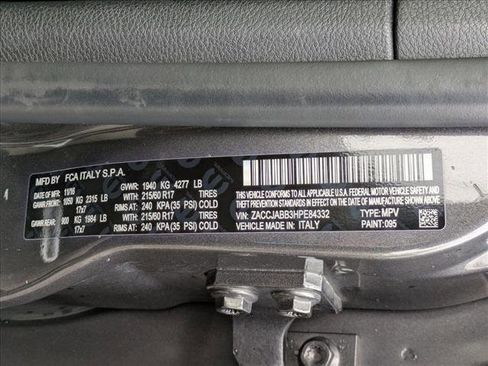 MFD BY: FCA ITALY S.P.A.
DATE OF MFR: 10/16 GVWR: 1940 KG 4277 LB
GAWR FRONT: 1050 KG 2315 LB WITH: 215/60 R17 TIRES
17x7 RIMS AT: 240 KPA(35 PSI) COLD
GAWR REAR: 900 KG 1984 LB WITH: 215/60 R17 TIRES
17x7 RIMS AT: 240 KPA (35 PSI) COLD
THIS VEHICLE CONFORMS TO ALL APPLICABLE U.S.A. FEDERAL MOTOR VEHICLE SAFETY, BUMPER, AND
THEFT PREVENTION STANDARDS IN EFFECT ON THE DATE OF MANUFACTURE SHOWN ABOVE.
VIN: ZACCJABB3HPE84332 TYPE: MPV
VEHICLE MADE IN: ITALY PAINT: 095